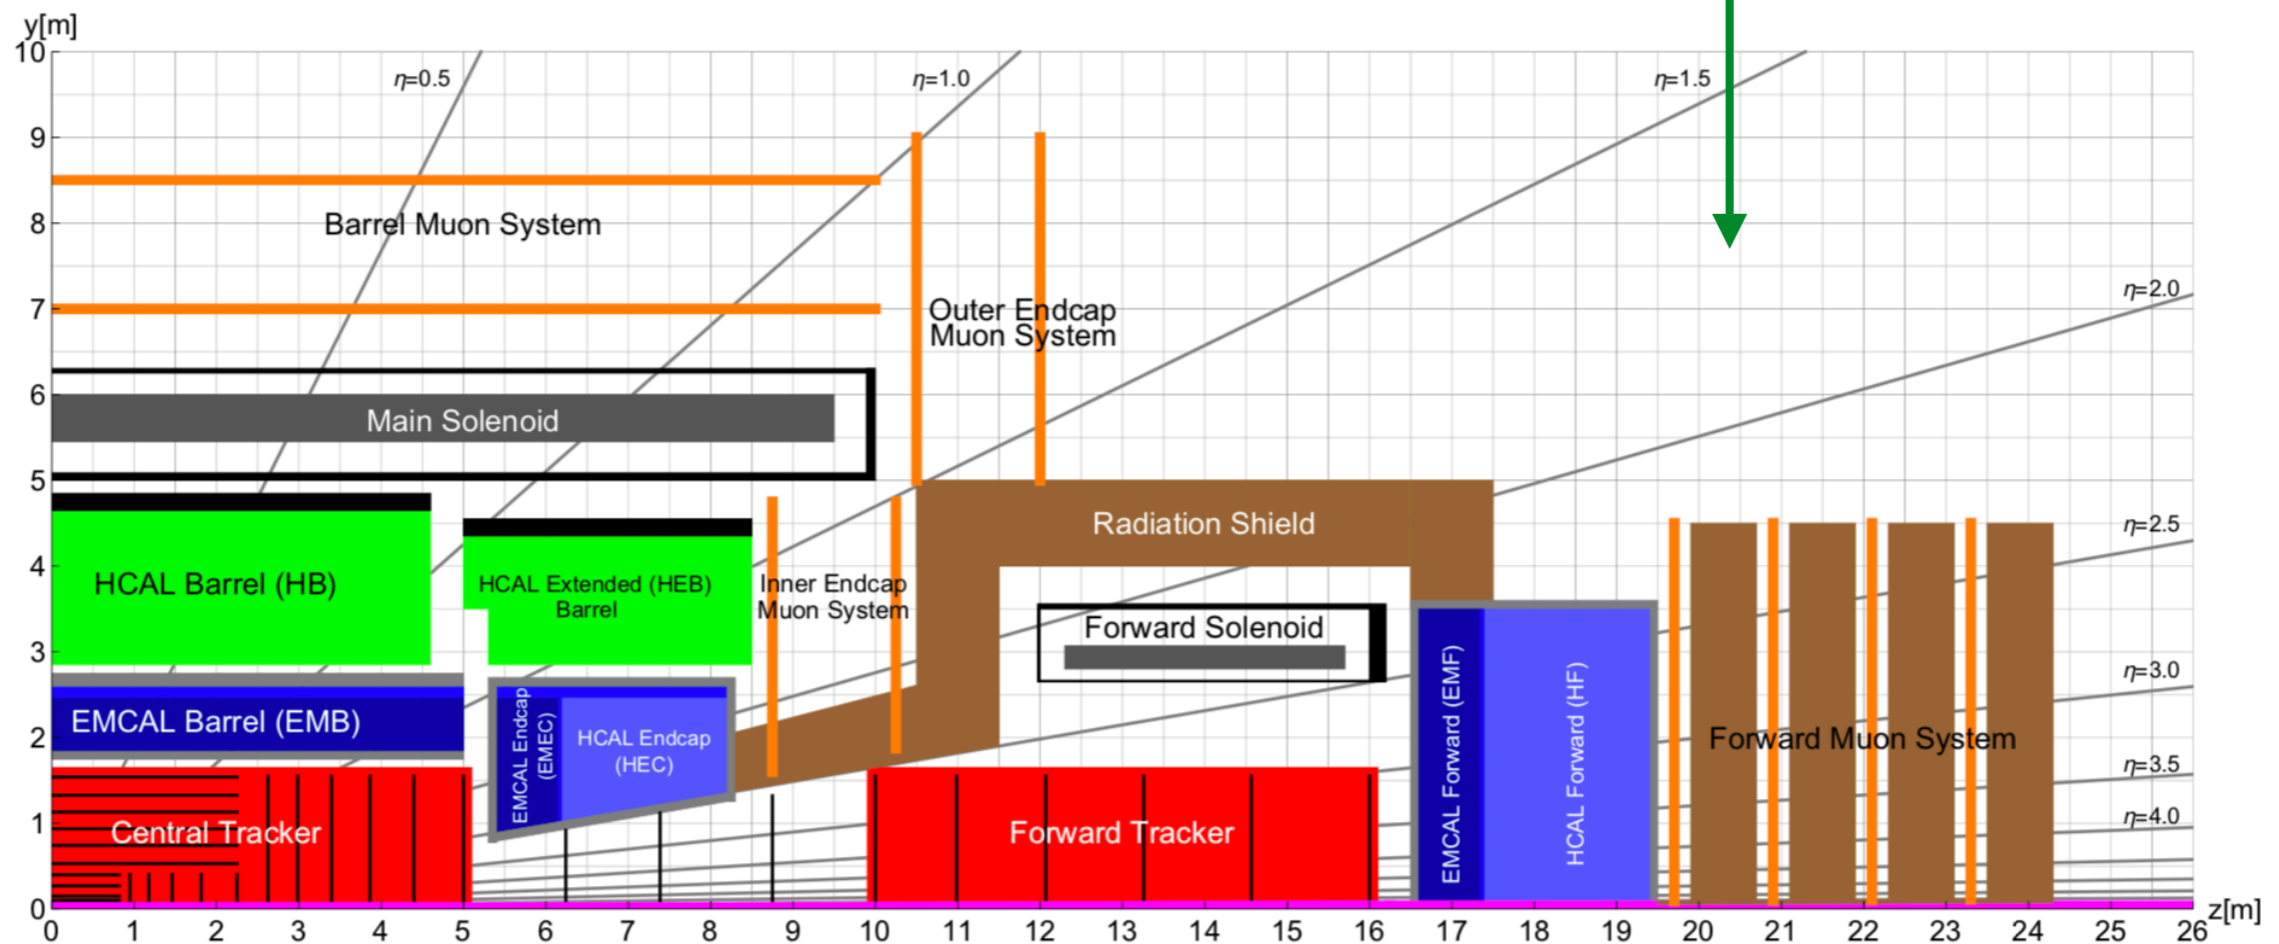 y[m]
10
9
8
7
6
5
4
3
2
1
0
η=0.5
η=1.0
η=1.5
η=2.0
η=2.5
η=3.0
η=3.5
η=4.0
Barrel Muon System
Outer Endcap
Muon System
Main Solenoid
Radiation Shield
HCAL Barrel (HB)
HCAL Extended (HEB)
Barrel
Inner Endcap
Muon System
Forward Solenoid
EMCAL Barrel (EMB)
EMCAL Endcap
(EMEC)
HCAL Endcap
(HEC)
EMCAL Forward (EMF)
HCAL Forward (HF)
Forward Muon System
Central Tracker
Forward Tracker
0 1 2 3 4 5 6 7 8 9 10 11 12 13 14 15 16 17 18 19 20 21 22 23 24 25 26
z[m]